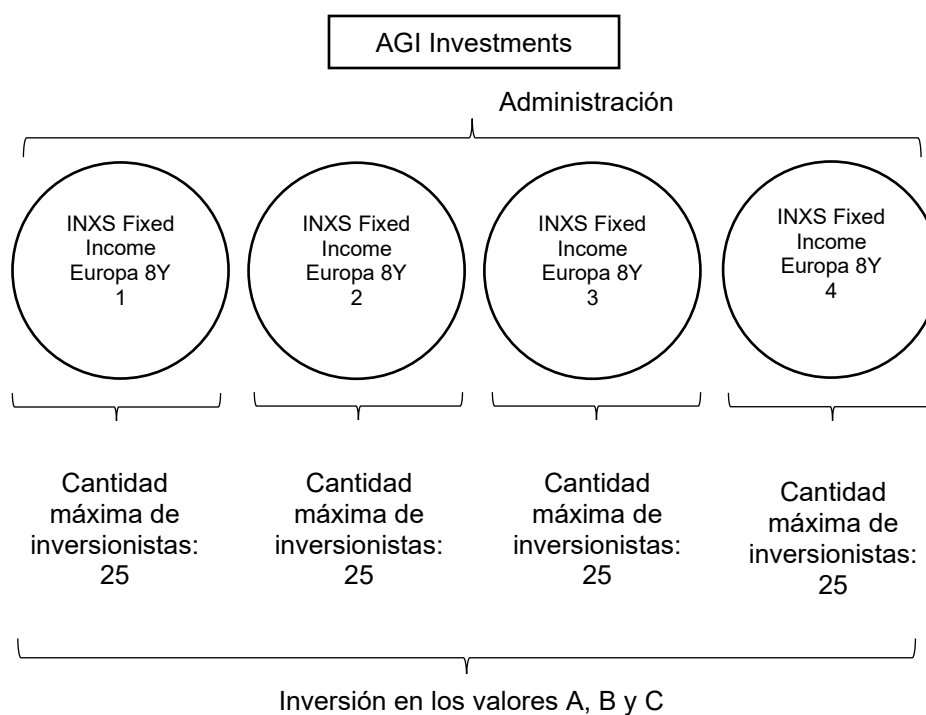 AGI Investments
Administración
INXS Fixed
Income
Europa 8Y
1
INXS Fixed
Income
Europa 8Y
2
INXS Fixed
Income
Europa 8Y
3
INXS Fixed
Income
Europa 8Y
4
Cantidad
máxima de
inversionistas:
25
Cantidad
máxima de
inversionistas:
25
Cantidad
máxima de
inversionistas:
25
Cantidad
máxima de
inversionistas:
25
Inversión en los valores A, B y C